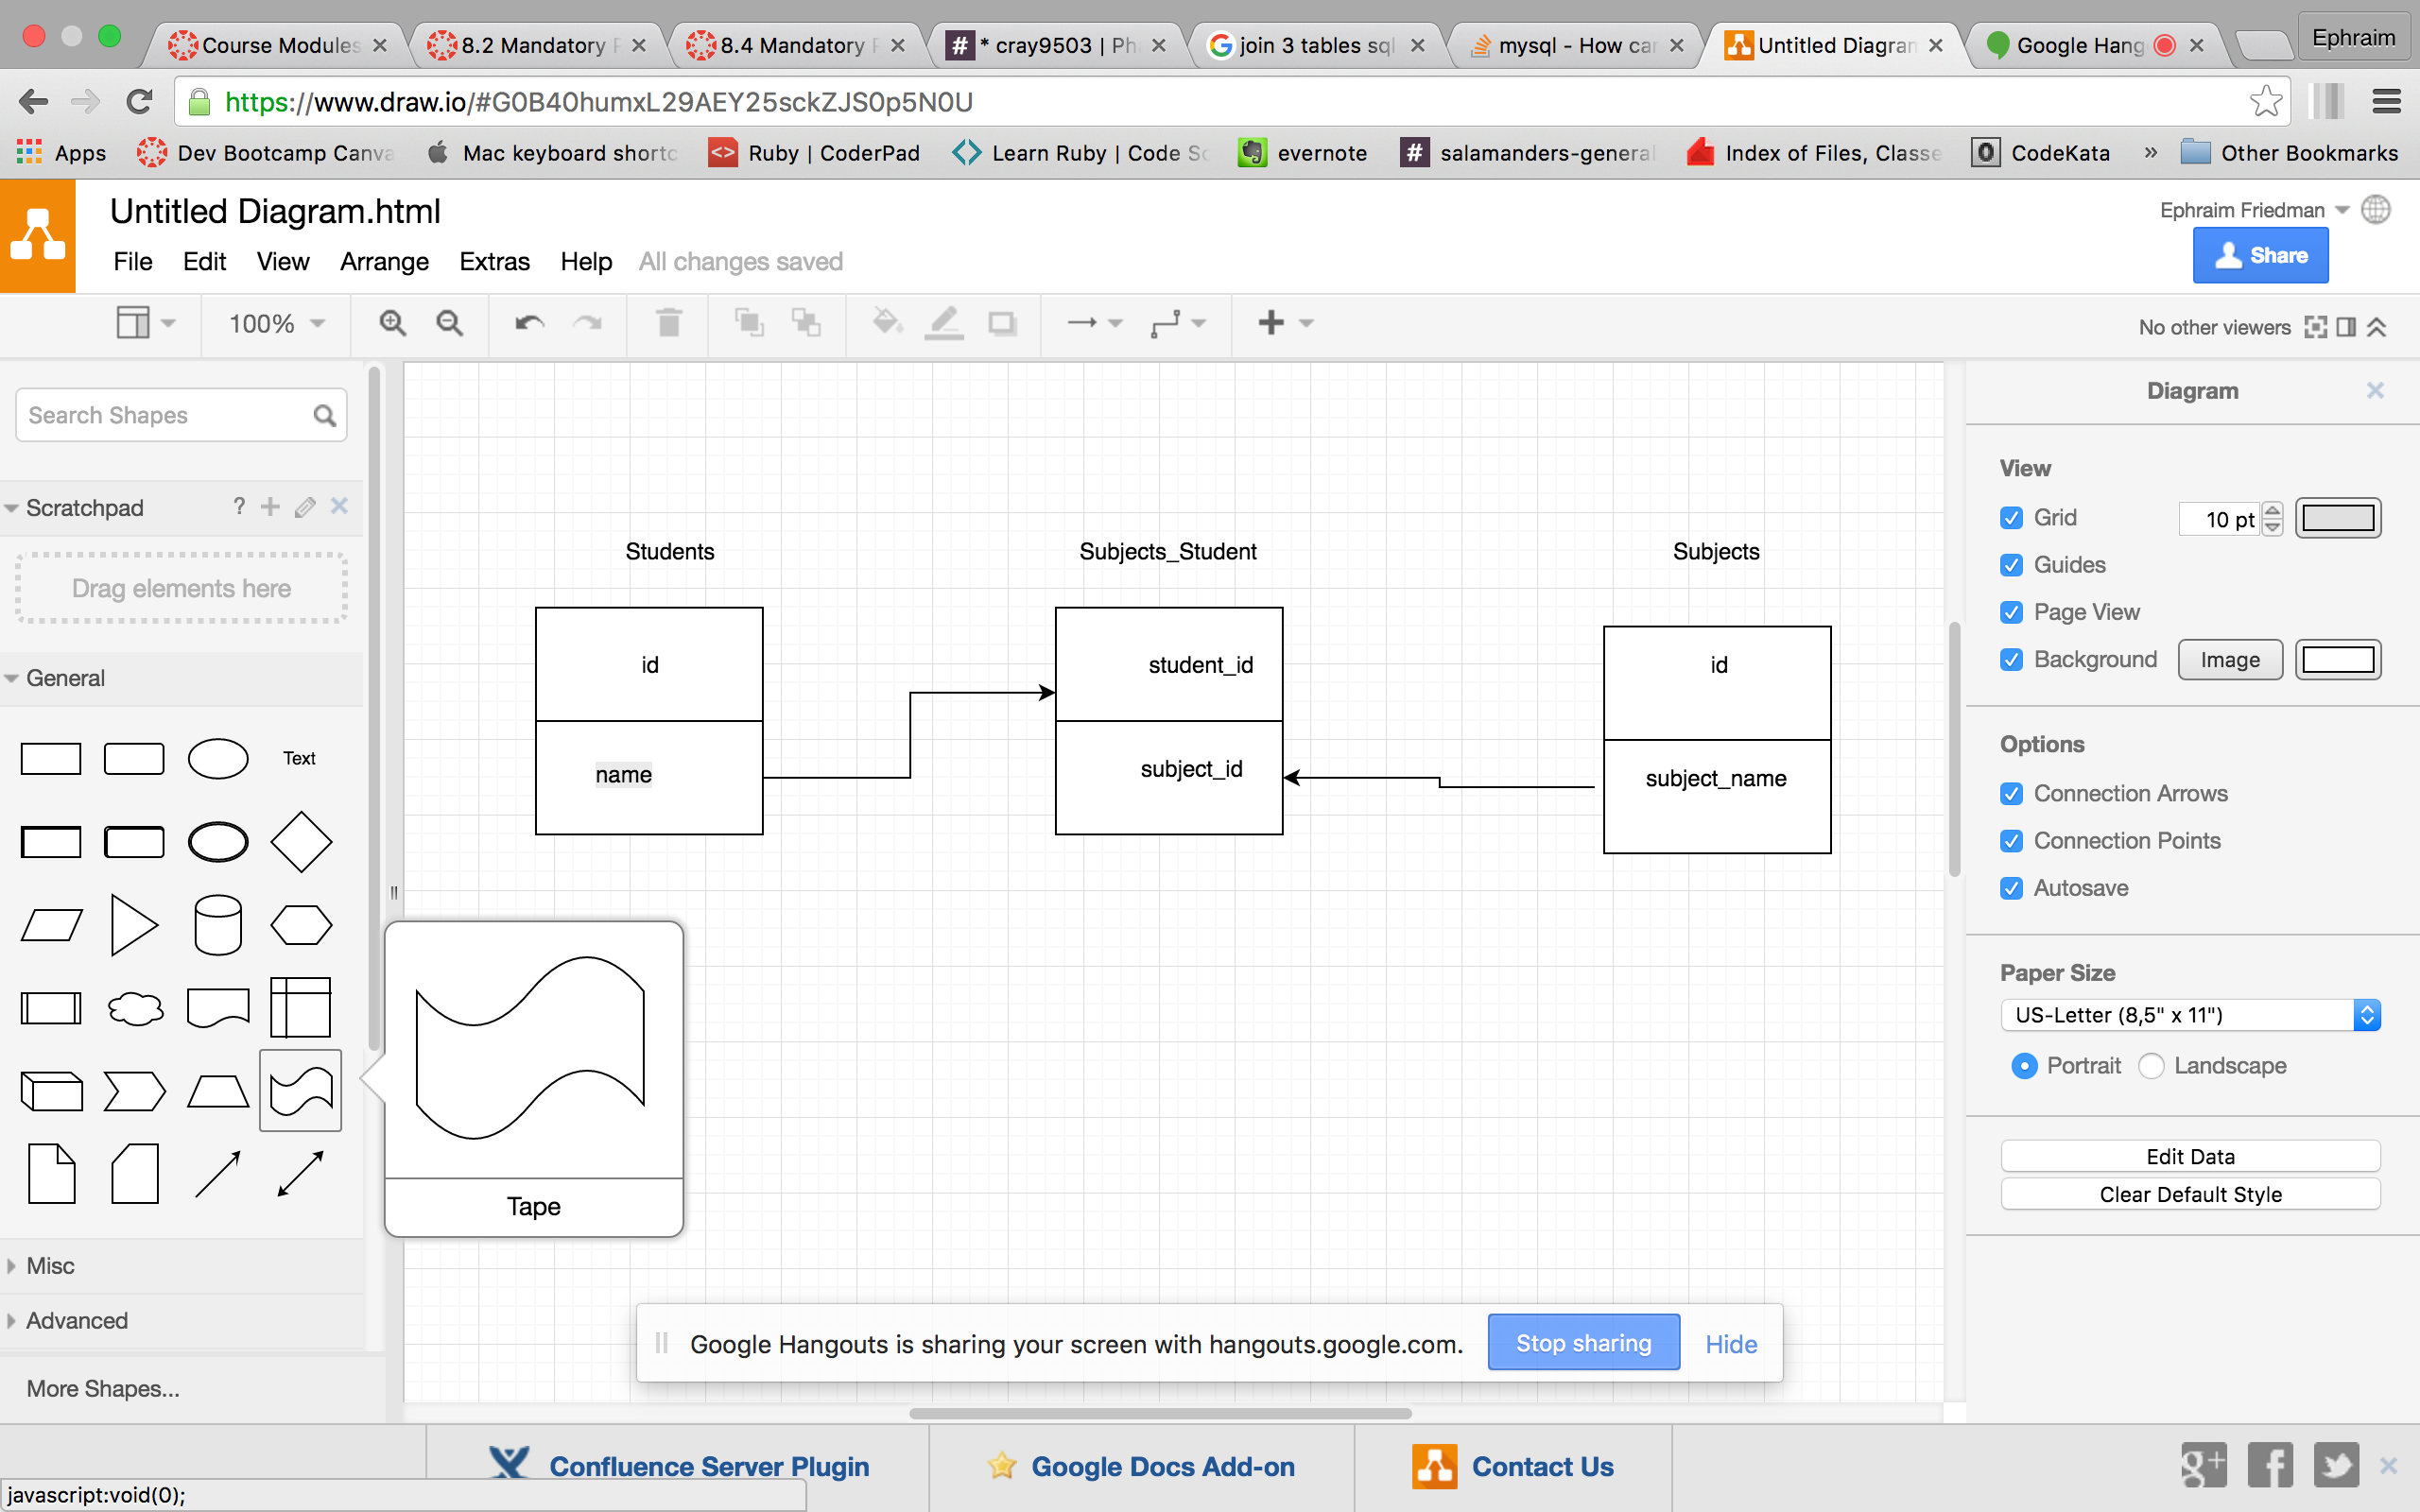 Course Modules
8.2 Mandatory
8.4 Mandatory
# * cray9503 | Ph
join 3 tables sql
mysql - How can
Untitled Diagram
Google Hang
Ephraim
https://www.draw.io/#G0B40humxL29AEY25sckZJS0p5N0U
Apps
Dev Bootcamp Canva
Mac keyboard shortc
<> Ruby | CoderPad
Learn Ruby | Code Sc
evernote
# salamanders-general
Index of Files, Classe
CodeKata
»
Other Bookmarks
Untitled Diagram.html
Ephraim Friedman
File Edit View Arrange Extras Help All changes saved
Share
100%
No other viewers
Search Shapes
Scratchpad ?
Drag elements here
General
Text
Tape
Misc
Advanced
More Shapes...
Students
id
name
Subjects_Student
student_id
subject_id
Subjects
id
subject_name
Diagram
View
Grid 10 pt
Guides
Page View
Background Image
Options
Connection Arrows
Connection Points
Autosave
Paper Size
US-Letter (8,5" x 11")
Portrait Landscape
Edit Data
Clear Default Style
Google Hangouts is sharing your screen with hangouts.google.com. Stop sharing Hide
Confluence Server Plugin
Google Docs Add-on
Contact Us
g+
javascript:void(0);